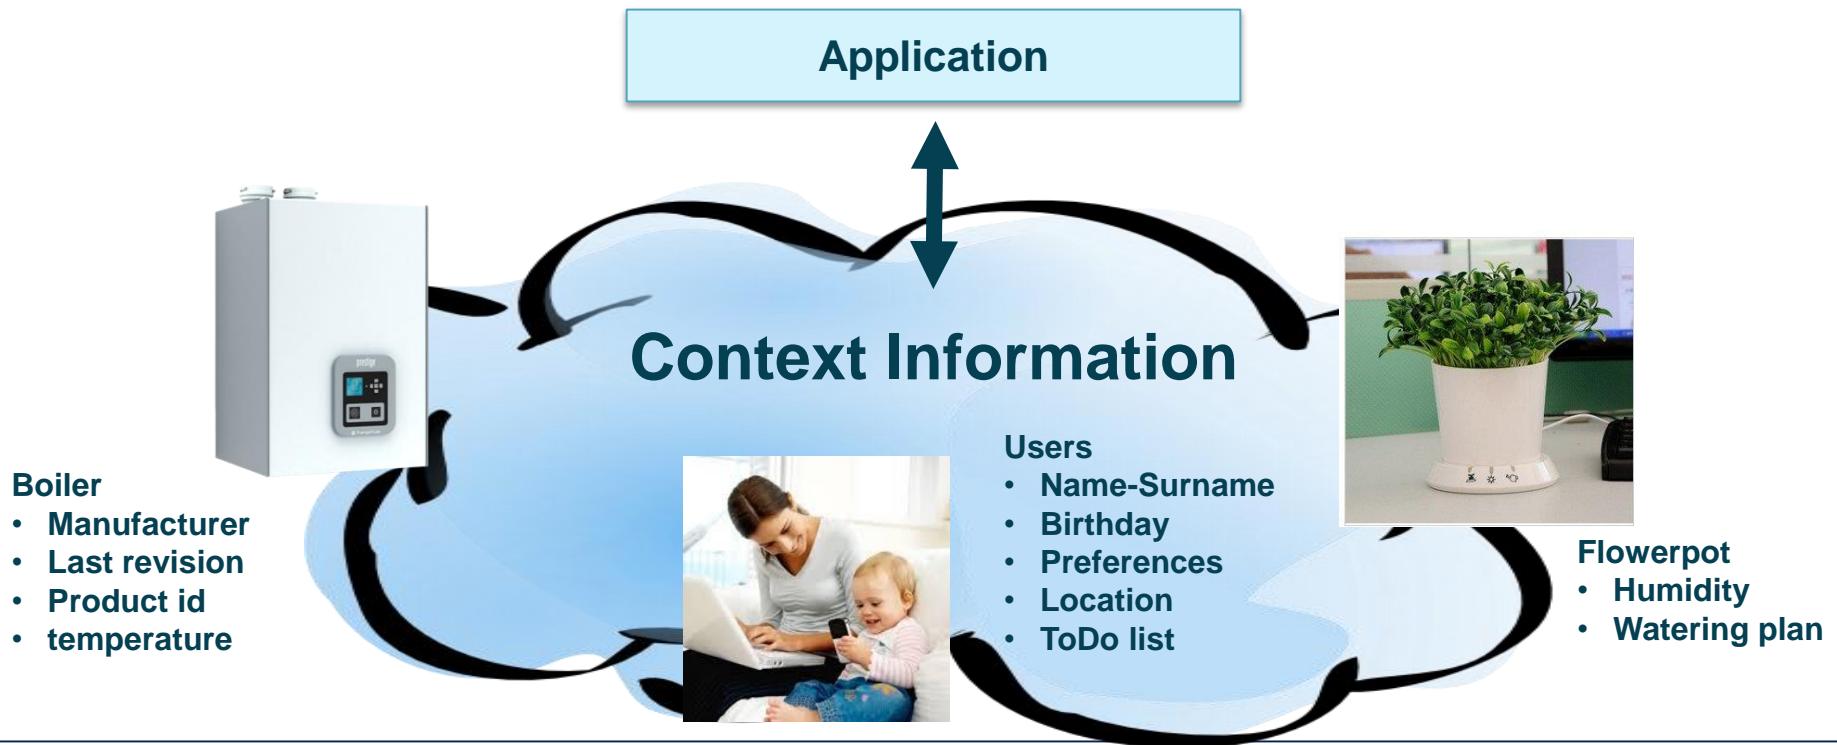 Application
Context Information
prestige
Boiler
• Manufacturer
• Last revision
• Product id
• temperature
Users
• Name-Surname
• Birthday
• Preferences
• Location
• ToDo list
Flowerpot
• Humidity
• Watering plan